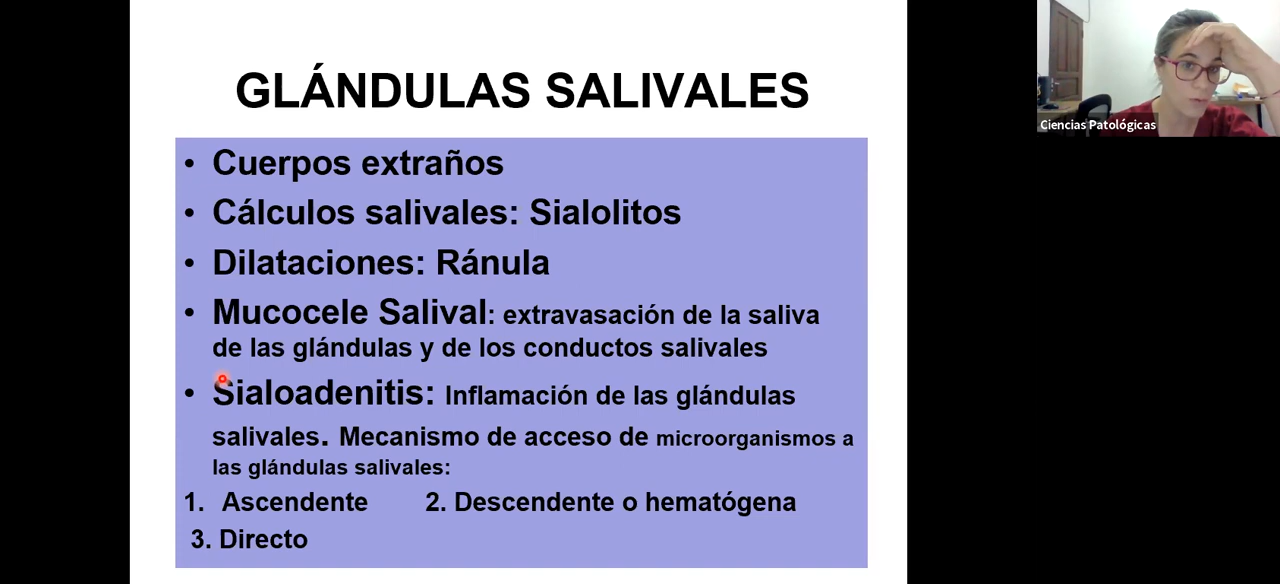 GLÁNDULAS SALIVALES
• Cuerpos extraños
• Cálculos salivales: Sialolitos
• Dilataciones: Ránula
• Mucocele Salival: extravasación de la saliva
de las glándulas y de los conductos salivales
• Sialoadenitis: Inflamación de las glándulas
salivales. Mecanismo de acceso de microorganismos a
las glándulas salivales:
1. Ascendente 2. Descendente o hematógena
3. Directo
Ciencias Patológicas